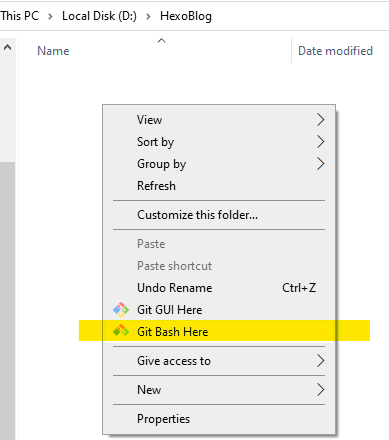 This PC > Local Disk (D:) > HexoBlog
Name Date modified
View
Sort by
Group by
Refresh
Customize this folder...
Paste
Paste shortcut
Undo Rename Ctrl+Z
Git GUI Here
Git Bash Here
Give access to
New
Properties